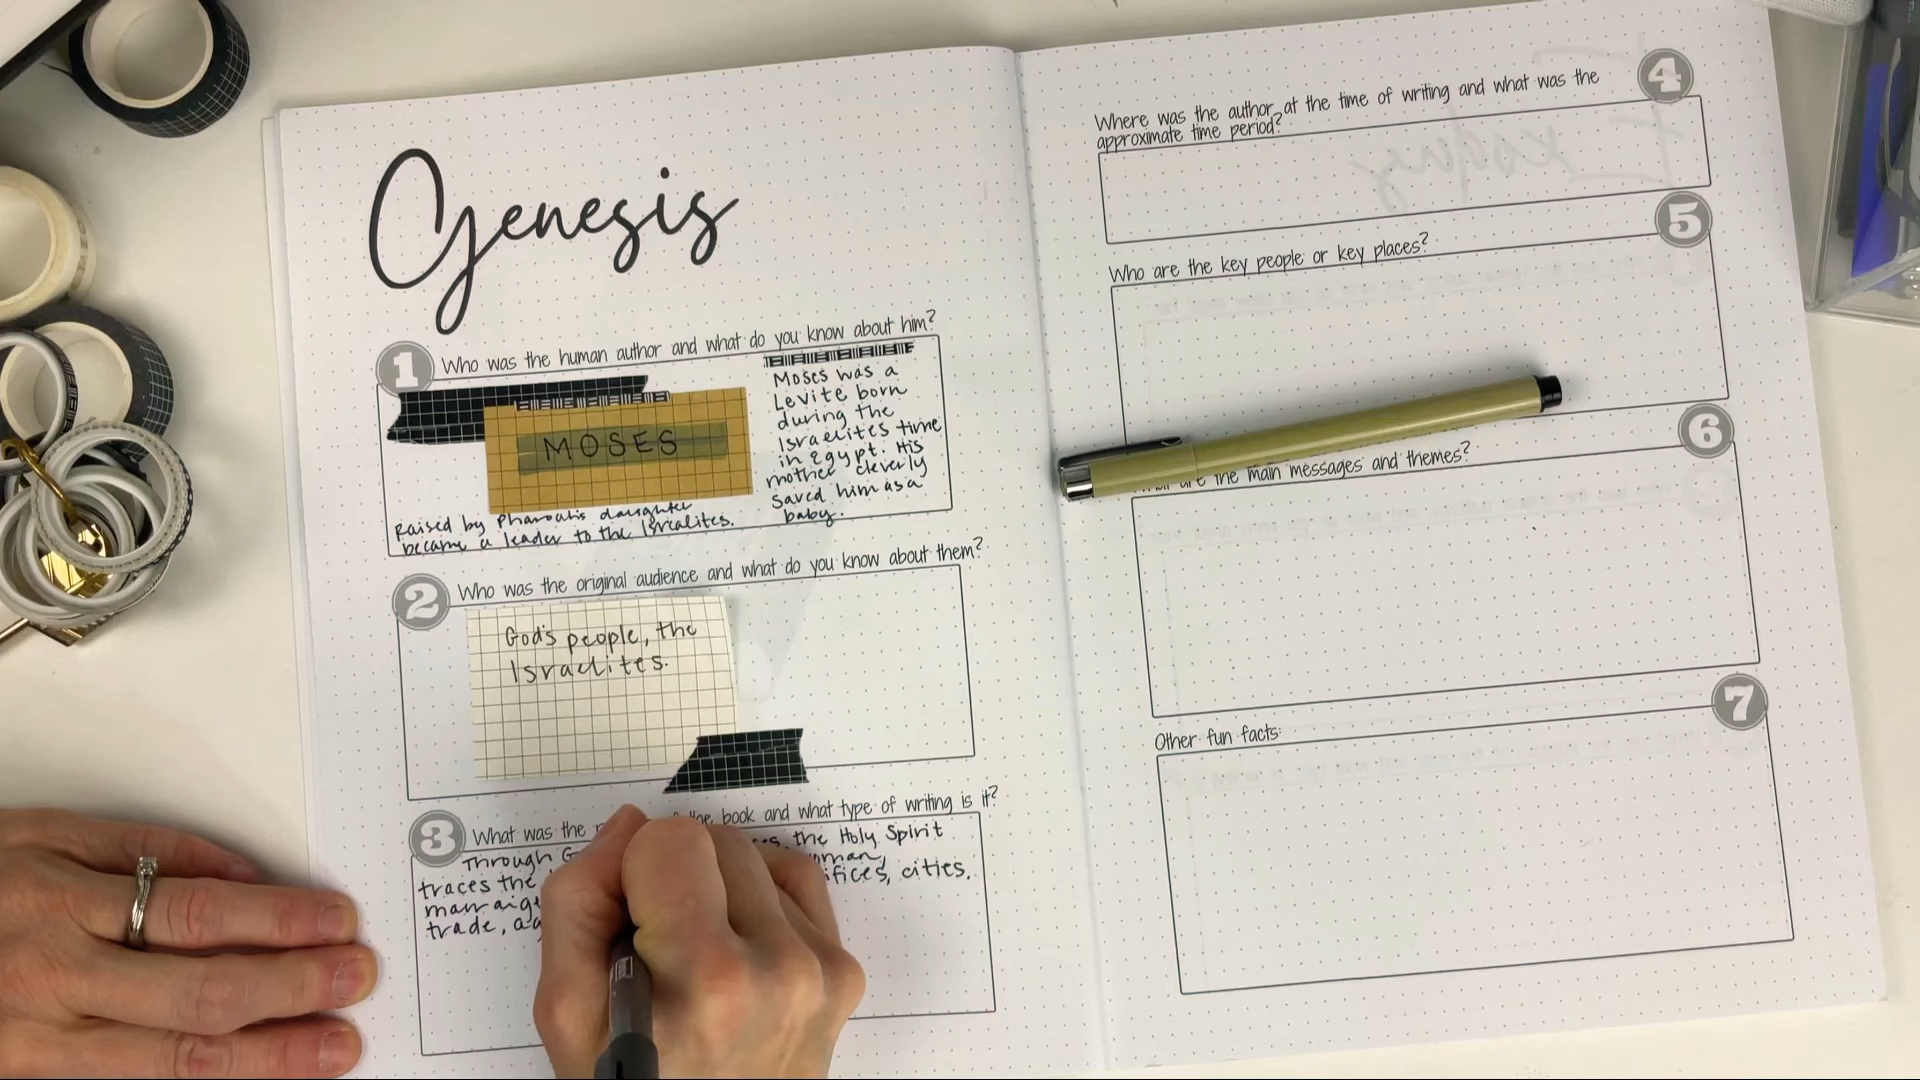 Genesis
1
Who was the human author and what do you know about him?
MOSES
Moses was a
Levite born
during the
Israelites time
in Egypt. His
mother cleverly
saved him as a
baby.
Raised by Pharoahs daughter
became a leader to the Isrealites.
2
Who was the original audience and what do you know about them?
God's people, the
Israelites.
3
What was the the book and what type of writing is it?
Through the Holy Spirit
traces the
cities,
trade,
4
Where was the author at the time of writing and what was the
approximate time period?
Exodus
5
Who are the key people or key places?
6
the main messages and themes?
7
Other fun facts: